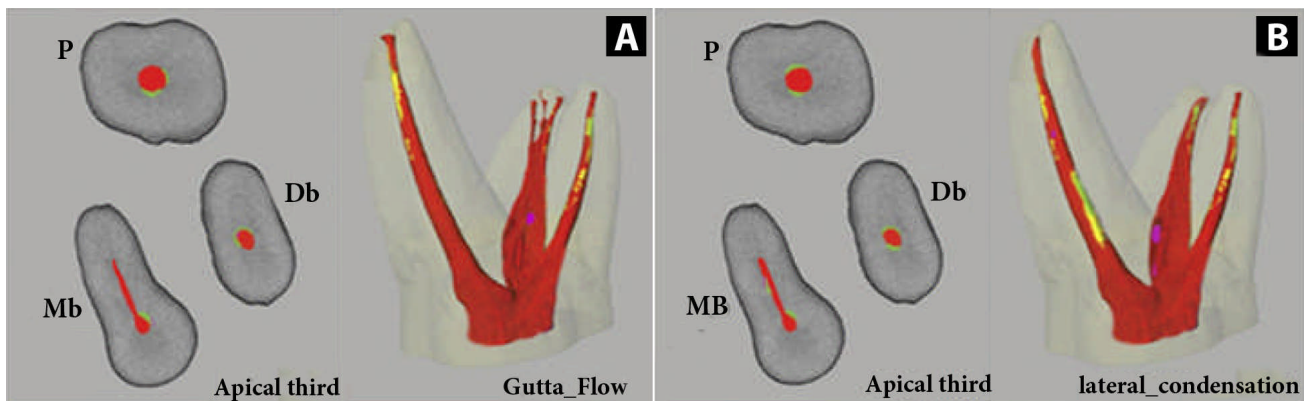 A
P
Db
Mb
Apical third
Gutta_Flow
B
P
Db
MB
Apical third
lateral_condensation